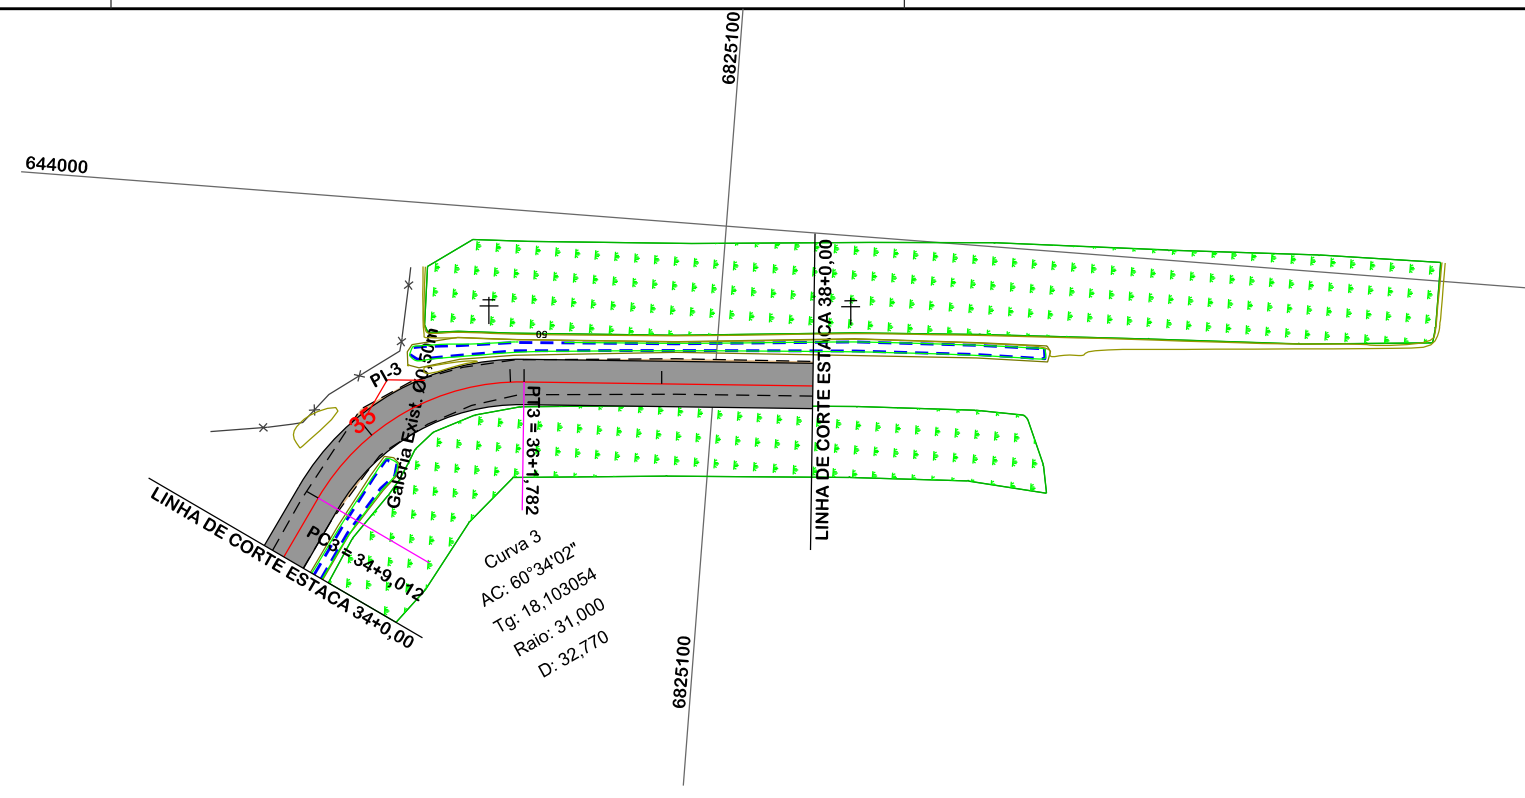 6825100
644000
LINHA DE CORTE ESTACA 38+0,00
PI-3
35
Galeria Exist. Ø0,50m
PT3 = 36+1,782
PC3 = 34+9,012
LINHA DE CORTE ESTACA 34+0,00
Curva 3
AC: 60°34'02"
Tg: 18,103054
Raio: 31,000
D: 32,770
6825100